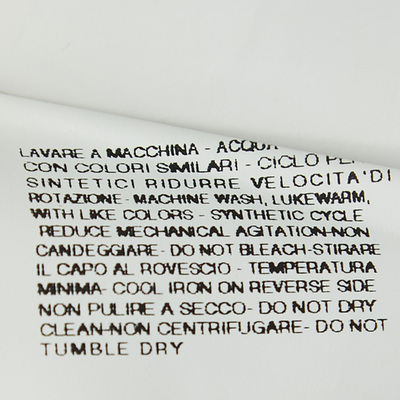 LAVARE A MACCHINA - ACQUA
CON COLORI SIMILARI - CICLO PE
SINTETICI RIDURRE VELOCITA'DI
ROTAZIONE- MACHINE WASH, LUKEWARM,
WITH LIKE COLORS - SYNTHETIC CYCLE
REDUCE MECHANICAL AGITATION-NON
CANDEGGIARE- DO NOT BLEACH-STIRARE
IL CAPO AL ROVESCIO - TEMPERATURA
MINIMA- COOL IRON ON REVERSE SIDE
NON PULIRE A SECCO- DO NOT DRY
CLEAN-NON CENTRIFUGARE- DO NOT
TUMBLE DRY